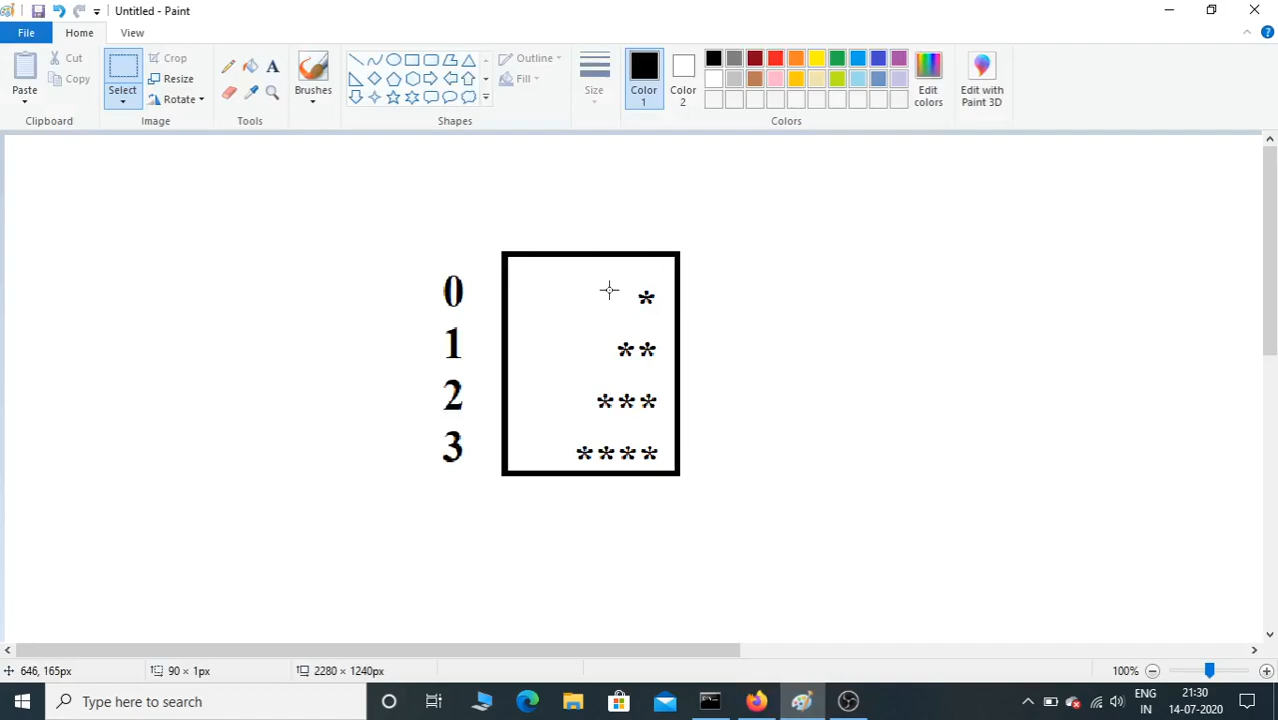 Untitled - Paint
File
Home
View
Paste
Cut
Copy
Clipboard
Select
Crop
Resize
Rotate
Image
A
Tools
Brushes
Shapes
Outline
Fill
Size
Color 1
Color 2
Colors
Edit colors
Edit with Paint 3D
0 *
1 **
2 ***
3 ****
646, 165px
90 × 1px
2280 × 1240px
100%
Type here to search
ENG
IN
21:30
14-07-2020